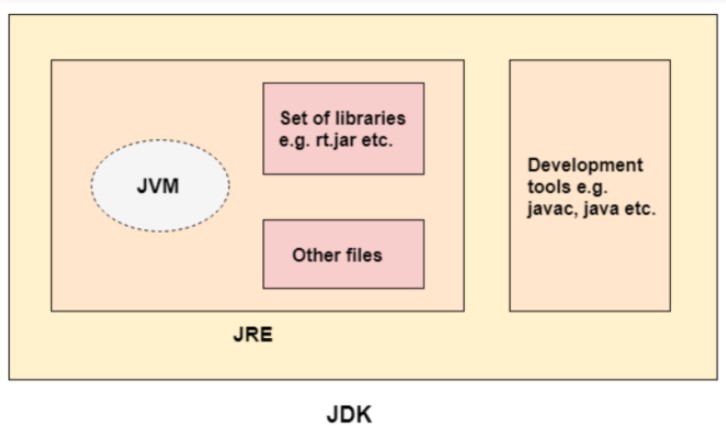 JVM
Set of libraries
e.g. rt.jar etc.
Other files
JRE
Development
tools e.g.
javac, java etc.
JDK